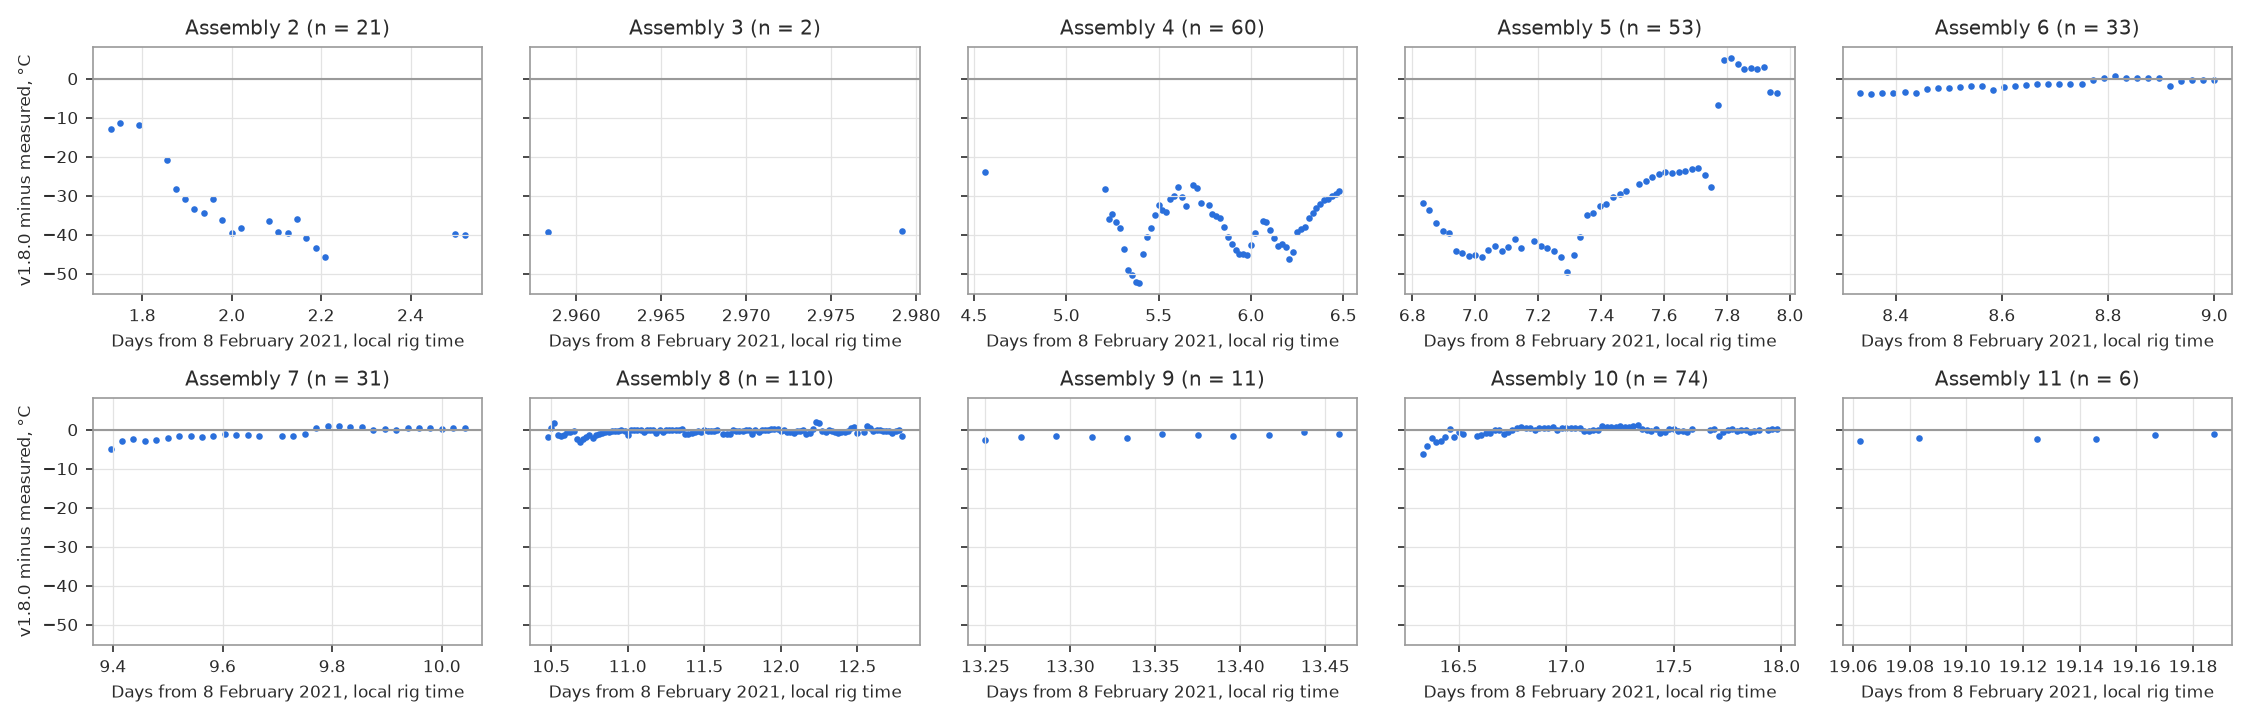 Assembly 2 (n = 21)
Assembly 3 (n = 2)
Assembly 4 (n = 60)
Assembly 5 (n = 53)
Assembly 6 (n = 33)
v1.8.0 minus measured, °C
0
−10
−20
−30
−40
−50
1.8 2.0 2.2 2.4
2.960 2.965 2.970 2.975 2.980
4.5 5.0 5.5 6.0 6.5
6.8 7.0 7.2 7.4 7.6 7.8 8.0
8.4 8.6 8.8 9.0
Days from 8 February 2021, local rig time
Days from 8 February 2021, local rig time
Days from 8 February 2021, local rig time
Days from 8 February 2021, local rig time
Days from 8 February 2021, local rig time
Assembly 7 (n = 31)
Assembly 8 (n = 110)
Assembly 9 (n = 11)
Assembly 10 (n = 74)
Assembly 11 (n = 6)
v1.8.0 minus measured, °C
0
−10
−20
−30
−40
−50
9.4 9.6 9.8 10.0
10.5 11.0 11.5 12.0 12.5
13.25 13.30 13.35 13.40 13.45
16.5 17.0 17.5 18.0
19.06 19.08 19.10 19.12 19.14 19.16 19.18
Days from 8 February 2021, local rig time
Days from 8 February 2021, local rig time
Days from 8 February 2021, local rig time
Days from 8 February 2021, local rig time
Days from 8 February 2021, local rig time